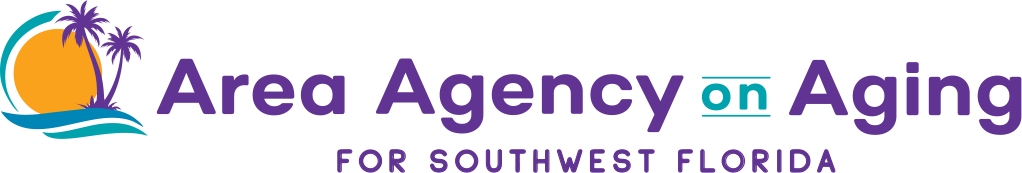 Area Agency on Aging
FOR SOUTHWEST FLORIDA